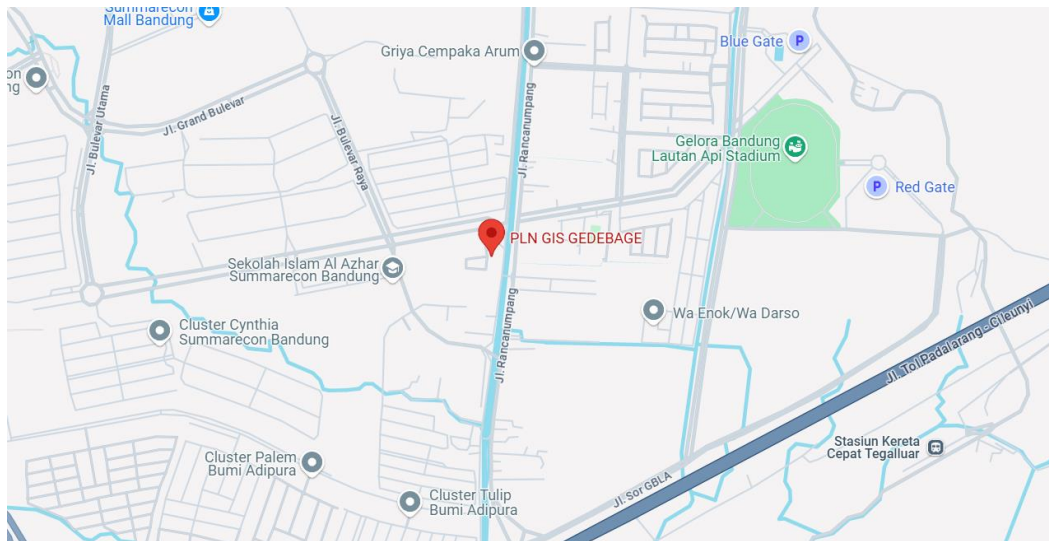 Summarecon
Mall Bandung
Griya Cempaka Arum
Blue Gate
P
Jl. Grand Bulevar
Jl. Bulevar Utama
Jl. Bulevar Raya
Jl. Rancanumpang
Gelora Bandung
Lautan Api Stadium
P
Red Gate
PLN GIS GEDEBAGE
Sekolah Islam Al Azhar
Summarecon Bandung
Jl. Rancanumpang
Wa Enok/Wa Darso
Cluster Cynthia
Summarecon Bandung
Jl. Tol Padalarang - Cileunyi
Stasiun Kereta
Cepat Tegalluar
Cluster Palem
Bumi Adipura
Jl. Sor GBLA
Cluster Tulip
Bumi Adipura